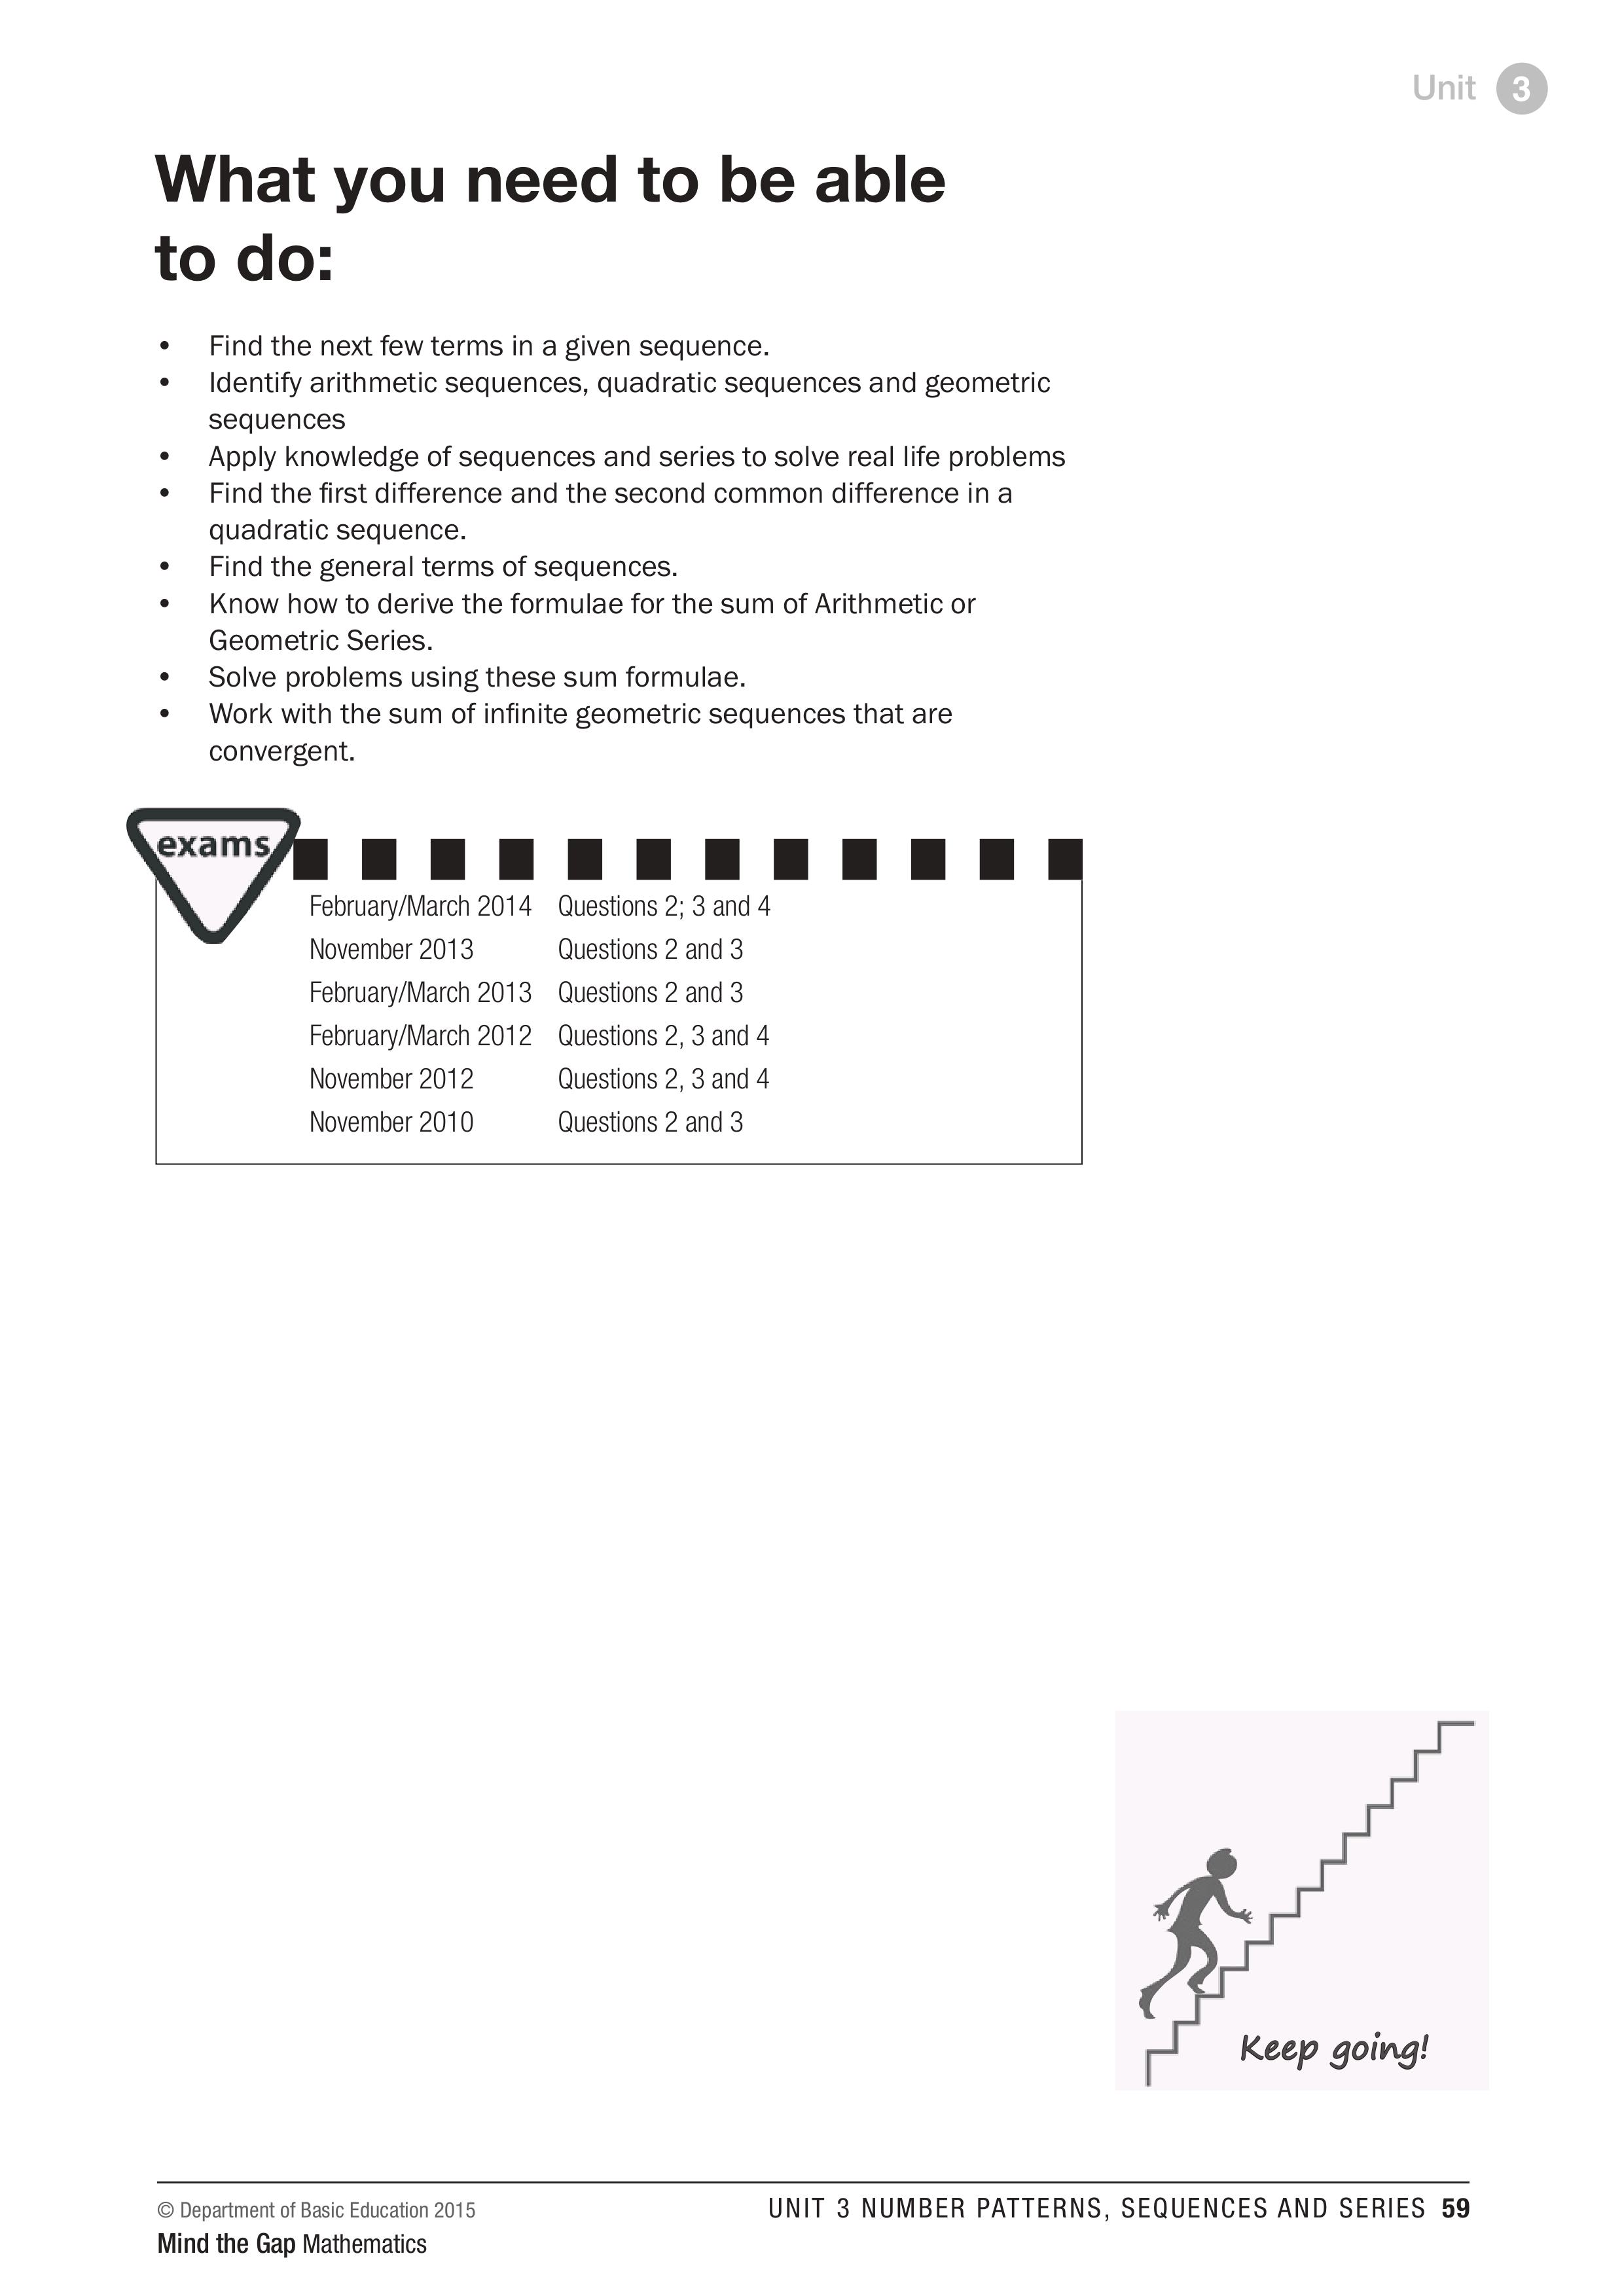 Unit 3
What you need to be able
to do:
• Find the next few terms in a given sequence.
• Identify arithmetic sequences, quadratic sequences and geometric
sequences
• Apply knowledge of sequences and series to solve real life problems
• Find the first difference and the second common difference in a
quadratic sequence.
• Find the general terms of sequences.
• Know how to derive the formulae for the sum of Arithmetic or
Geometric Series.
• Solve problems using these sum formulae.
• Work with the sum of infinite geometric sequences that are
convergent.
exams
February/March 2014 Questions 2; 3 and 4
November 2013 Questions 2 and 3
February/March 2013 Questions 2 and 3
February/March 2012 Questions 2, 3 and 4
November 2012 Questions 2, 3 and 4
November 2010 Questions 2 and 3
Keep going!
© Department of Basic Education 2015
Mind the Gap Mathematics
UNIT 3 NUMBER PATTERNS, SEQUENCES AND SERIES 59